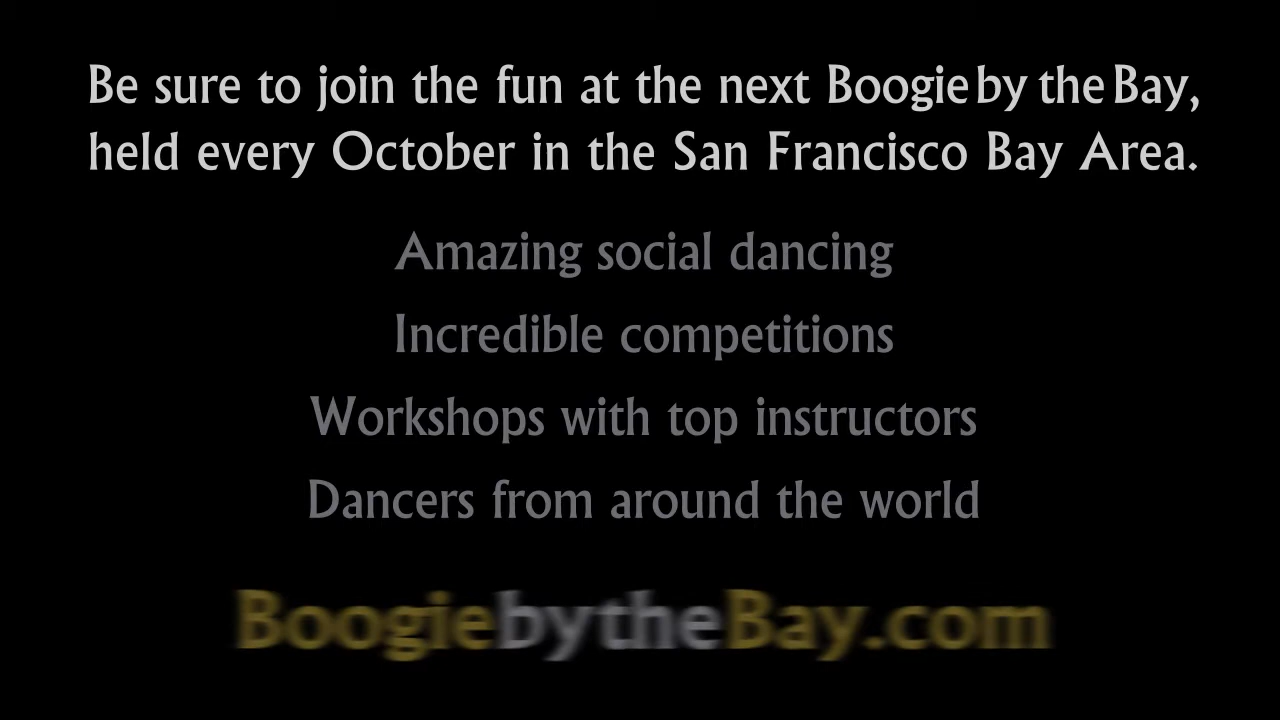 Be sure to join the fun at the next Boogie by the Bay,
held every October in the San Francisco Bay Area.
Amazing social dancing
Incredible competitions
Workshops with top instructors
Dancers from around the world
BoogiebytheBay.com